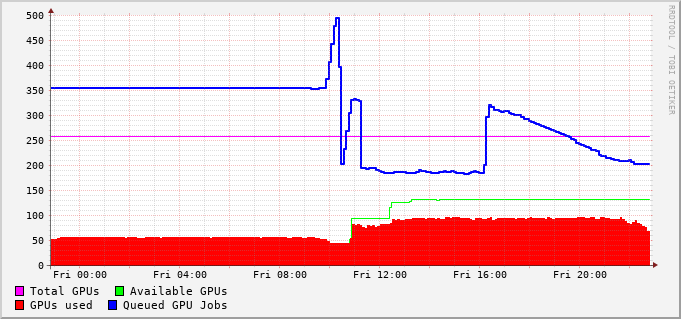 500
450
400
350
300
250
200
150
100
50
0
Fri 00:00 Fri 04:00 Fri 08:00 Fri 12:00 Fri 16:00 Fri 20:00
Total GPUs Available GPUs
GPUs used Queued GPU Jobs
RRDTOOL / TOBI OETIKER